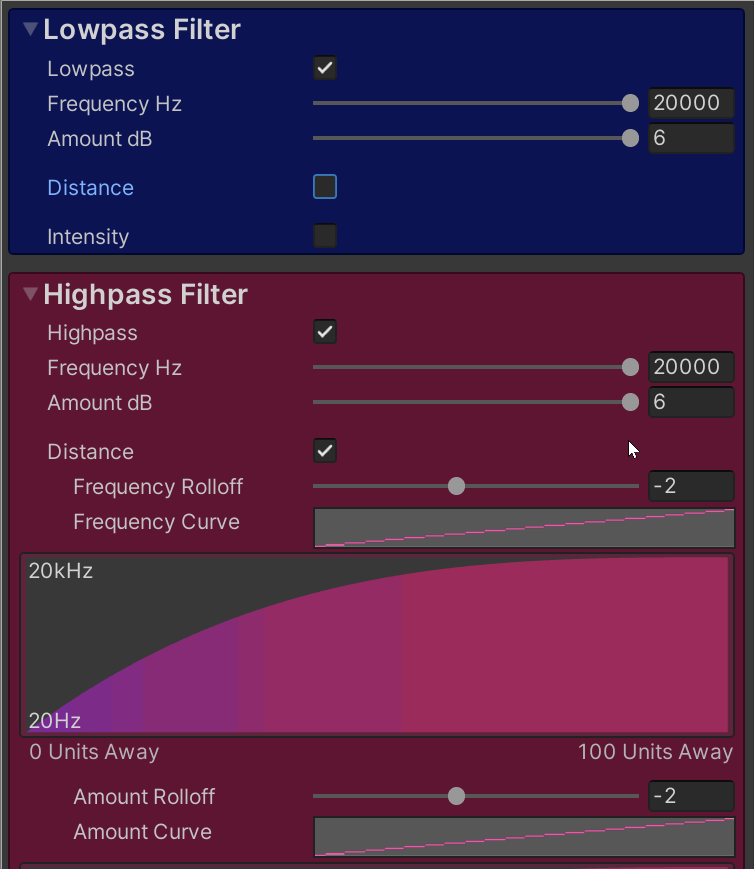 Lowpass Filter
Lowpass
Frequency Hz 20000
Amount dB 6
Distance
Intensity
Highpass Filter
Highpass
Frequency Hz 20000
Amount dB 6
Distance
Frequency Rolloff -2
Frequency Curve
20kHz
20Hz
0 Units Away 100 Units Away
Amount Rolloff -2
Amount Curve